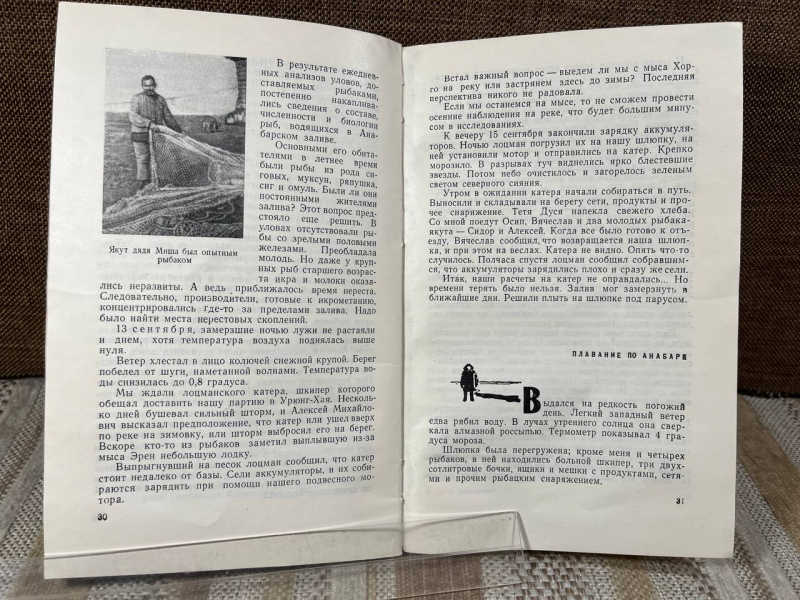 В результате ежеднев-
ных анализов уловов, до-
ставляемых рыбаками,
постепенно накаплива-
лись сведения о составе,
численности и биологии
рыб, водящихся в Ана-
барском заливе.
Основными его обита-
телями в летнее время
были рыбы из рода си-
говых, муксун, ряпушка,
сиг и омуль. Были ли они
постоянными жителями
залива? Этот вопрос пред-
стояло еще решить. В
уловах отсутствовали ры-
бы со зрелыми половыми
железами. Преобладала
молодь. Но даже у круп-
ных рыб старшего возрас-
та икра и молоки оказа-
Якут дядя Миша был опытным
рыбаком
лись неразвиты. А ведь приближалось время нереста.
Следовательно, производители, готовые к икрометанию,
концентрировались где-то за пределами залива. Надо
было найти места нерестовых скоплений.
13 сентября, замерзшие ночью лужи не растаяли
и днем, хотя температура воздуха поднялась выше
нуля.
Ветер хлестал в лицо колючей снежной крупой. Берег
побелел от шуги, наметанной волнами. Температура во-
ды снизилась до 0,8 градуса.
Мы ждали лоцманского катера, шкипер которого
обещал доставить нашу партию в Урюнг-Хая. Несколь-
ко дней бушевал сильный шторм, и Алексей Михайло-
вич высказал предположение, что катер или ушел вверх
по реке на зимовку, или шторм выбросил его на берег.
Вскоре кто-то из рыбаков заметил выплывшую из-за
мыса Эрен небольшую лодку.
Выпрыгнувший на песок лоцман сообщил, что катер
стоит недалеко от базы. Сели аккумуляторы, и их соби-
раются зарядить при помощи нашего подвесного мо-
тора.
30
Встал важный вопрос — выедем ли мы с мыса Хор-
го на реку или застрянем здесь до зимы? Последняя
перспектива никого не радовала.
Если мы останемся на мысе, то не сможем провести
осенние наблюдения на реке, что будет большим мину-
сом в исследованиях.
К вечеру 15 сентября закончили зарядку аккумуля-
торов. Ночью лоцман погрузил их на нашу шлюпку, на
ней установили мотор и отправились на катер. Крепко
морозило. В разрывах туч виднелись ярко блестевшие
звезды. Потом небо очистилось и загорелось зеленым
светом северного сияния.
Утром в ожидании катера начали собираться в путь.
Выносили и складывали на берегу сети, продукты и про-
чее снаряжение. Тетя Дуся напекла свежего хлеба.
Со мной поедут Осип, Вячеслав и два молодых рыбака-
якута — Сидор и Алексей. Когда все было готово к отъ-
езду, Вячеслав сообщил, что возвращается наша шлюп-
ка, и при этом на веслах. Катера не видно. Опять что-то
случилось. Полчаса спустя лоцман сообщил собравшим-
ся, что аккумуляторы зарядились плохо и сразу же сели.
Итак, наши расчеты на катер не оправдались... Но
времени терять было нельзя. Залив мог замерзнуть в
ближайшие дни. Решили плыть на шлюпке под парусом.
ПЛАВАНИЕ ПО АНАБАРЕ
Выдался на редкость погожий
день. Легкий западный ветер
едва рябил воду. В лучах утреннего солнца она свер-
кала алмазной россыпью. Термометр показывал 4 гра-
дуса мороза.
Шлюпка была перегружена; кроме меня и четырех
рыбаков, в ней находились больной шкипер, три двух-
сотлитровые бочки, ящики и мешки с продуктами, сетя-
ми и прочим рыбацким снаряжением.
31